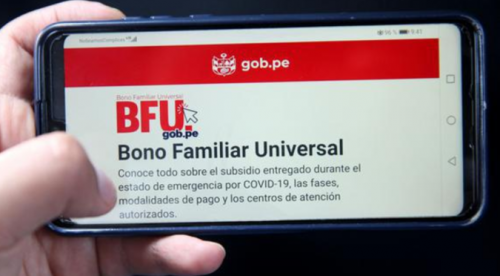 gob.pe
Bono Familiar Universal
BFU.
gob.pe
Bono Familiar Universal
Conoce todo sobre el subsidio entregado durante el
estado de emergencia por COVID-19, las fases,
modalidades de pago y los centros de atención
autorizados.